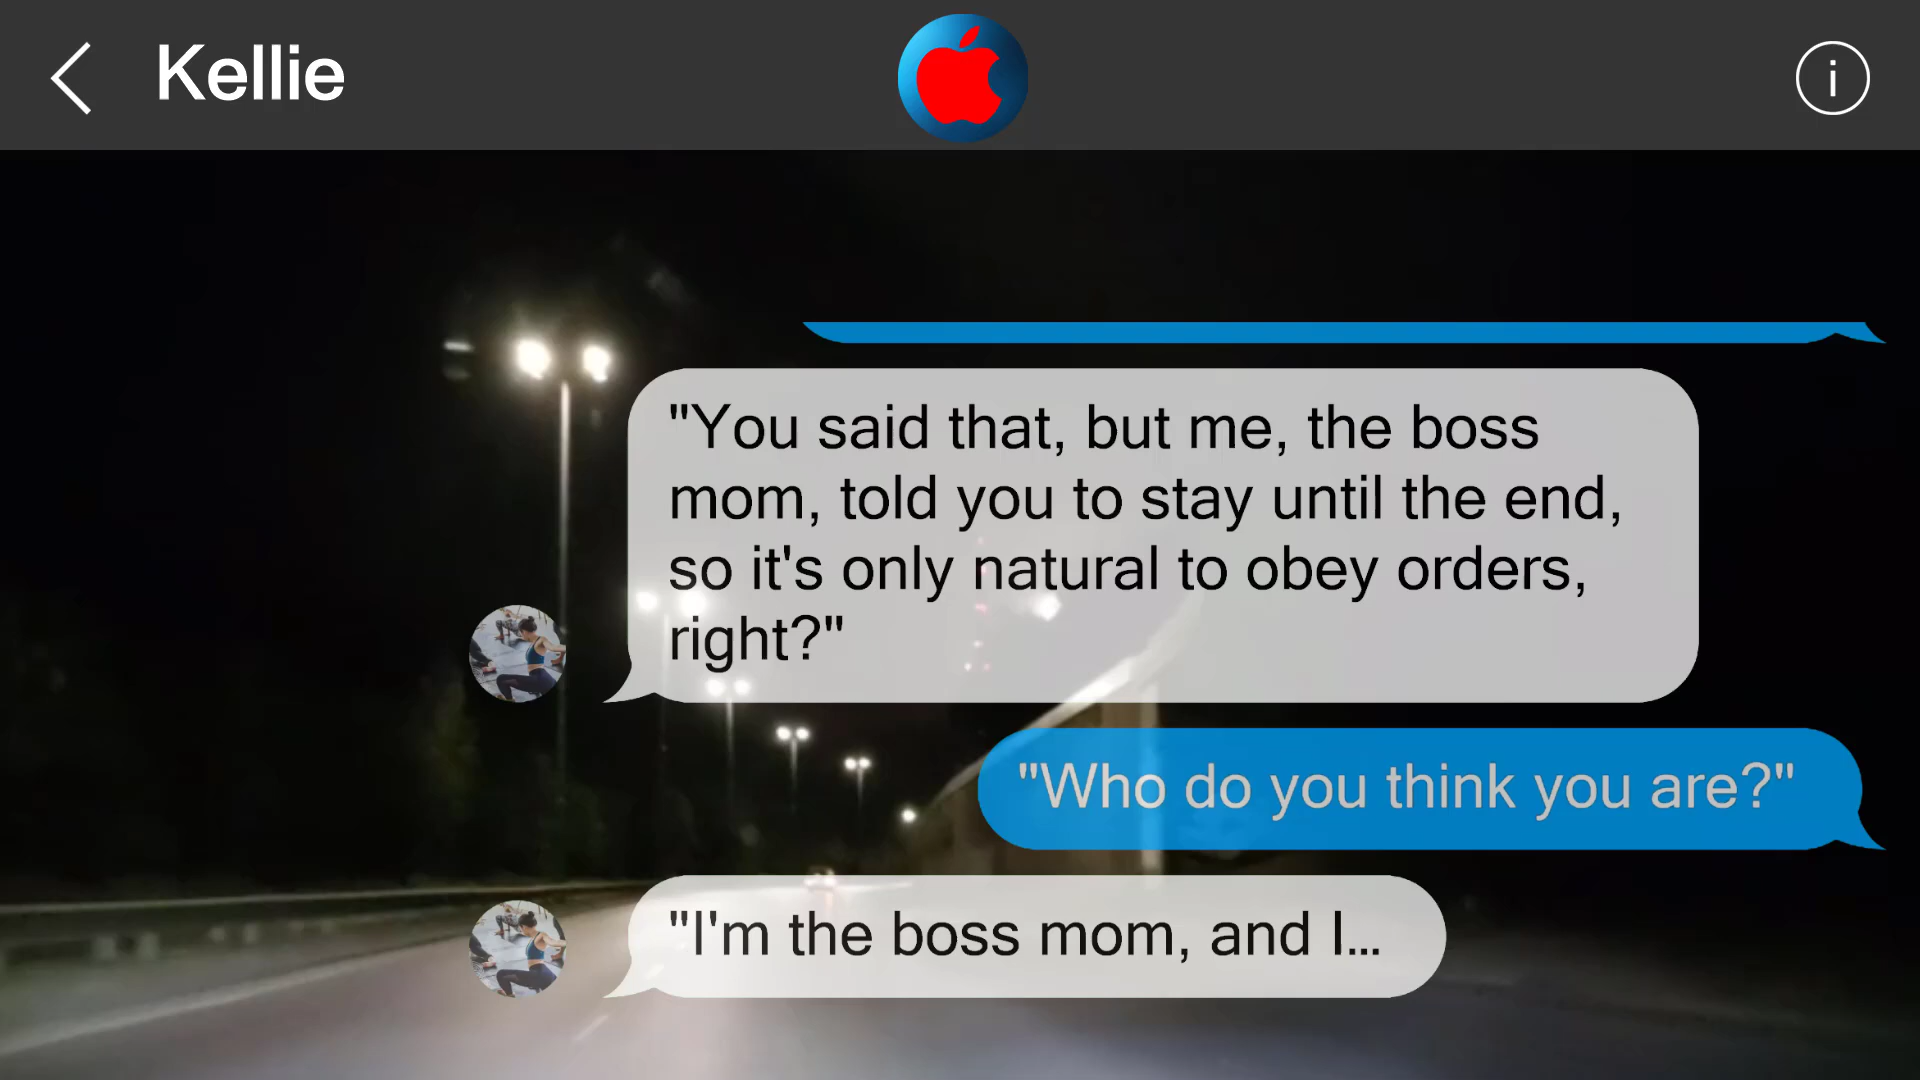 Kellie
i
"You said that, but me, the boss
mom, told you to stay until the end,
so it's only natural to obey orders,
right?"
"Who do you think you are?"
"I'm the boss mom, and I...